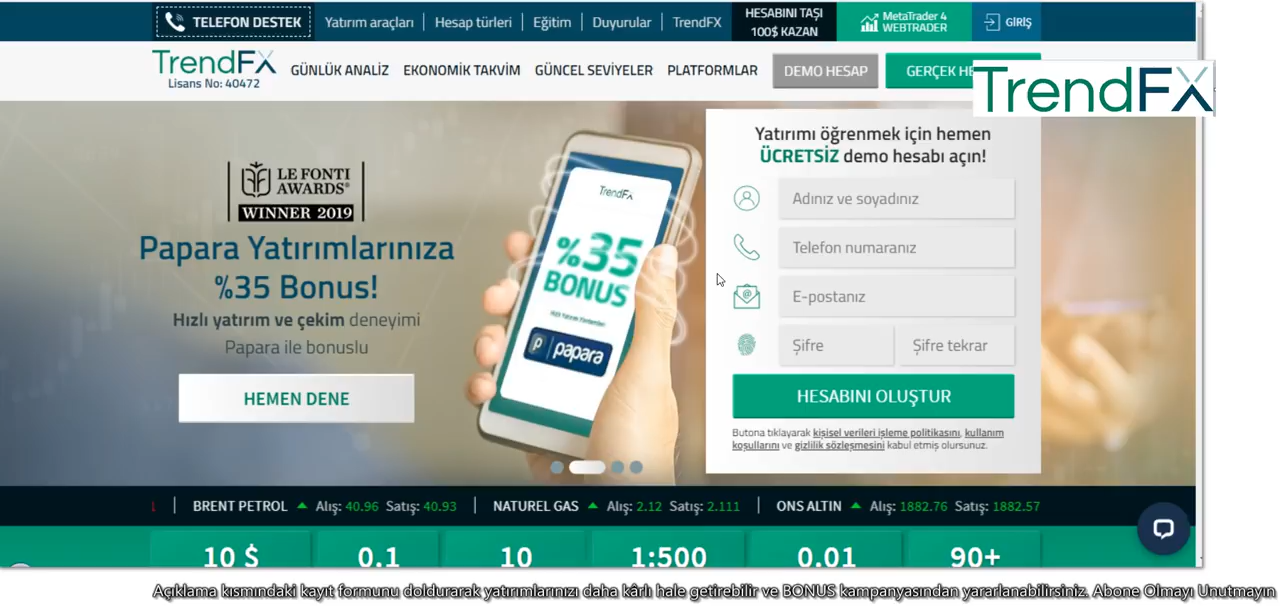 TELEFON DESTEK
Yatırım araçları
Hesap türleri
Eğitim
Duyurular
TrendFX
HESABINI TAŞI
100$ KAZAN
MetaTrader 4
WEBTRADER
GİRİŞ
TrendFX
Lisans No: 40472
GÜNLÜK ANALİZ
EKONOMİK TAKVİM
GÜNCEL SEVİYELER
PLATFORMLAR
DEMO HESAP
GERÇEK HE
TrendFX
LE FONTI
AWARDS®
WINNER 2019
Papara Yatırımlarınıza
%35 Bonus!
Hızlı yatırım ve çekim deneyimi
Papara ile bonuslu
HEMEN DENE
TrendFX
%35
BONUS
papara
Yatırımı öğrenmek için hemen
ÜCRETSİZ demo hesabı açın!
Adınız ve soyadınız
Telefon numaranız
E-postanız
Şifre
Şifre tekrar
HESABINI OLUŞTUR
Butona tıklayarak kişisel verileri işleme politikasını, kullanım
koşullarını ve gizlilik sözleşmesini kabul etmiş olursunuz.
BRENT PETROL Alış: 40.96 Satış: 40.93
NATUREL GAS Alış: 2.12 Satış: 2.111
ONS ALTIN Alış: 1882.76 Satış: 1882.57
10 $
0.1
10
1:500
0.01
90+
Açıklama kısmındaki kayıt formunu doldurarak yatırımlarınızı daha kârlı hale getirebilir ve BONUS kampanyasından yararlanabilirsiniz. Abone Olmayı Unutmayın